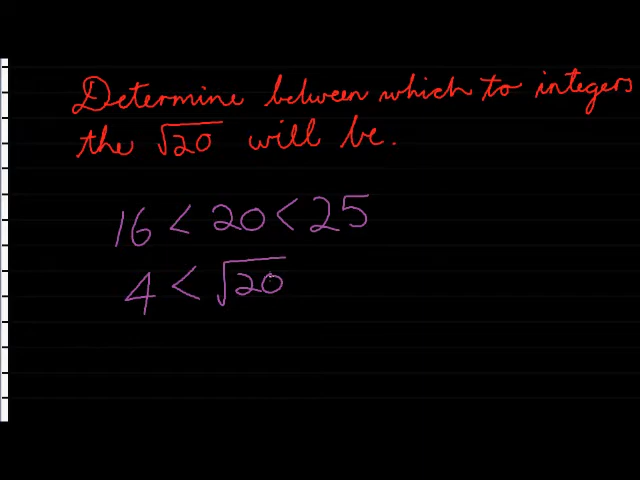 Determine between which to integers
the √20 will be.
16 < 20 < 25
4 < √20